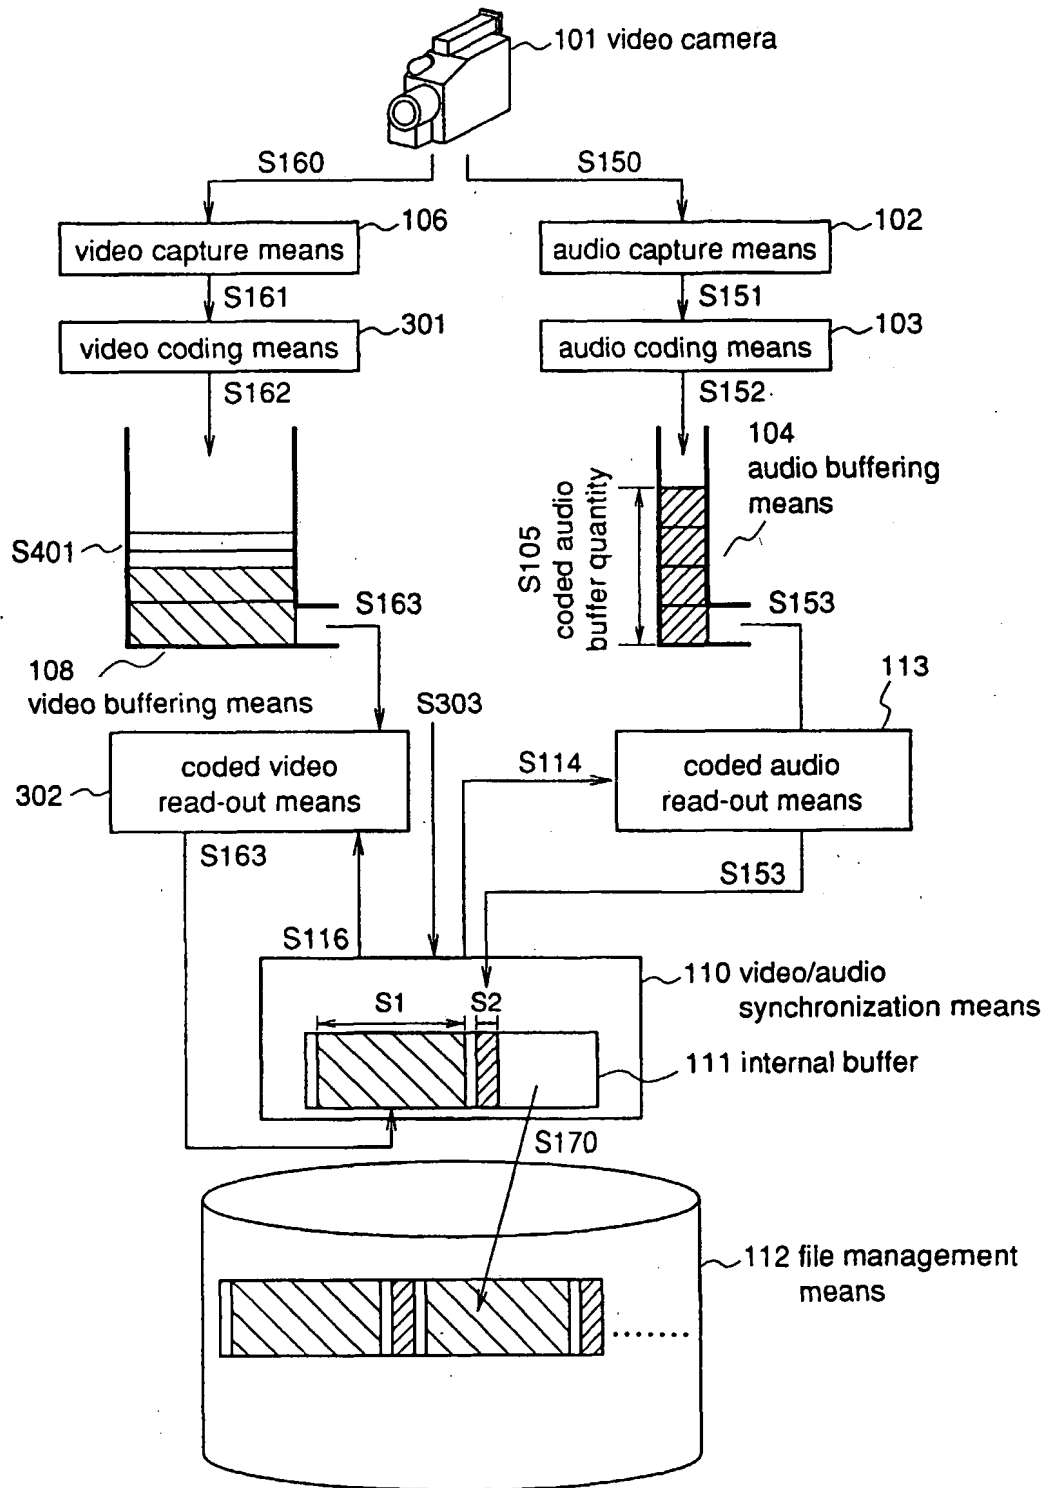 101 video camera
S160
S150
106
102
video capture means
audio capture means
S161
S151
301
103
video coding means
audio coding means
S162
S152
104
audio buffering
means
S105
coded audio
buffer quantity
S401
S163
S153
108
video buffering means
113
S303
coded video
read-out means
302
S114
coded audio
read-out means
S163
S153
S116
110 video/audio
synchronization means
S1
S2
111 internal buffer
S170
112 file management
means